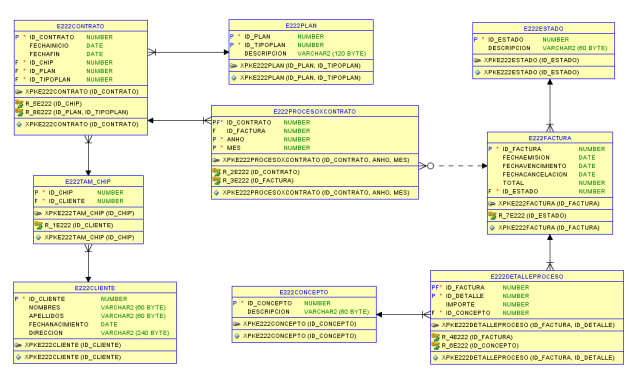 E222CONTRATO
P * ID_CONTRATO NUMBER
FECHAINICIO DATE
FECHAFIN DATE
F * ID_CHIP NUMBER
F * ID_PLAN NUMBER
F * ID_TIPOPLAN NUMBER
XPKE222CONTRATO (ID_CONTRATO)
R_5E222 (ID_CHIP)
R_8E222 (ID_PLAN, ID_TIPOPLAN)
XPKE222CONTRATO (ID_CONTRATO)
E222PLAN
P * ID_PLAN NUMBER
P * ID_TIPOPLAN NUMBER
DESCRIPCION VARCHAR2 (120 BYTE)
XPKE222PLAN (ID_PLAN, ID_TIPOPLAN)
XPKE222PLAN (ID_PLAN, ID_TIPOPLAN)
E222ESTADO
P * ID_ESTADO NUMBER
DESCRIPCION VARCHAR2 (60 BYTE)
XPKE222ESTADO (ID_ESTADO)
XPKE222ESTADO (ID_ESTADO)
E222PROCESOXCONTRATO
PF* ID_CONTRATO NUMBER
F ID_FACTURA NUMBER
P * ANHO NUMBER
P * MES NUMBER
XPKE222PROCESOXCONTRATO (ID_CONTRATO, ANHO, MES)
R_2E222 (ID_CONTRATO)
R_3E222 (ID_FACTURA)
XPKE222PROCESOXCONTRATO (ID_CONTRATO, ANHO, MES)
E222FACTURA
P * ID_FACTURA NUMBER
FECHAEMISION DATE
FECHAVENCIMIENTO DATE
FECHACANCELACION DATE
TOTAL NUMBER
F * ID_ESTADO NUMBER
XPKE222FACTURA (ID_FACTURA)
R_7E222 (ID_ESTADO)
XPKE222FACTURA (ID_FACTURA)
E222TAM_CHIP
P * ID_CHIP NUMBER
F * ID_CLIENTE NUMBER
XPKE222TAM_CHIP (ID_CHIP)
R_1E222 (ID_CLIENTE)
XPKE222TAM_CHIP (ID_CHIP)
E222CLIENTE
P * ID_CLIENTE NUMBER
NOMBRES VARCHAR2 (60 BYTE)
APELLIDOS VARCHAR2 (60 BYTE)
FECHANACIMIENTO DATE
DIRECCION VARCHAR2 (240 BYTE)
XPKE222CLIENTE (ID_CLIENTE)
XPKE222CLIENTE (ID_CLIENTE)
E222CONCEPTO
P * ID_CONCEPTO NUMBER
DESCRIPCION VARCHAR2 (60 BYTE)
XPKE222CONCEPTO (ID_CONCEPTO)
XPKE222CONCEPTO (ID_CONCEPTO)
E222DETALLEPROCESO
PF* ID_FACTURA NUMBER
P * ID_DETALLE NUMBER
IMPORTE NUMBER
F * ID_CONCEPTO NUMBER
XPKE222DETALLEPROCESO (ID_FACTURA, ID_DETALLE)
R_4E222 (ID_FACTURA)
R_6E222 (ID_CONCEPTO)
XPKE222DETALLEPROCESO (ID_FACTURA, ID_DETALLE)